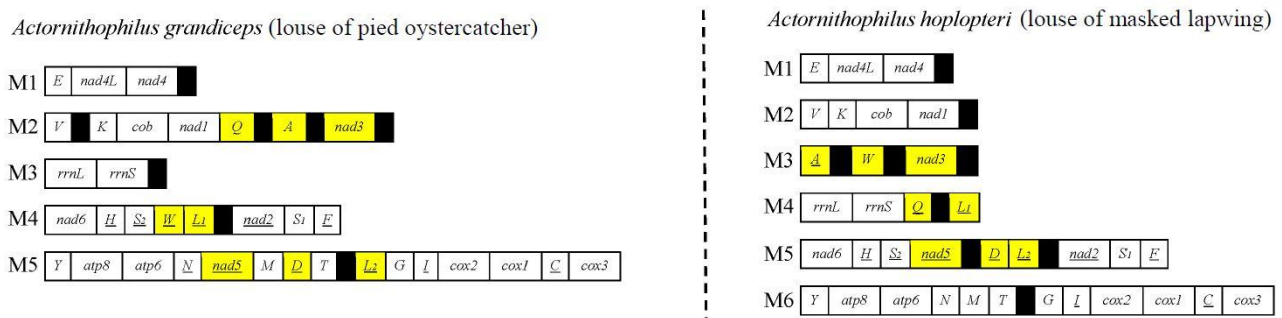 Actornithophilus grandiceps (louse of pied oystercatcher)
M1 E nad4L nad4
M2 V K cob nad1 Q A nad3
M3 rrnL rrnS
M4 nad6 H S2 W L1 nad2 S1 F
M5 Y atp8 atp6 N nad5 M D T L2 G I cox2 cox1 C cox3
Actornithophilus hoplopteri (louse of masked lapwing)
M1 E nad4L nad4
M2 V K cob nad1
M3 A W nad3
M4 rrnL rrnS Q L1
M5 nad6 H S2 nad5 D L2 nad2 S1 F
M6 Y atp8 atp6 N M T G I cox2 cox1 C cox3